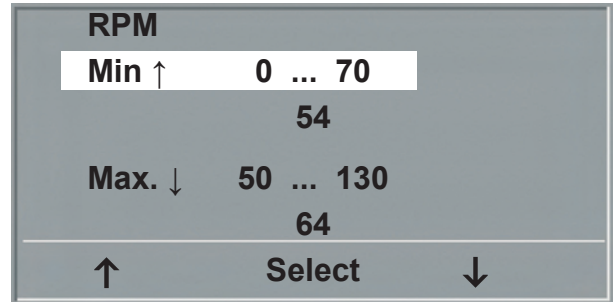 RPM
Min ↑ 0 ... 70
54
Max. ↓ 50 ... 130
64
↑ Select ↓